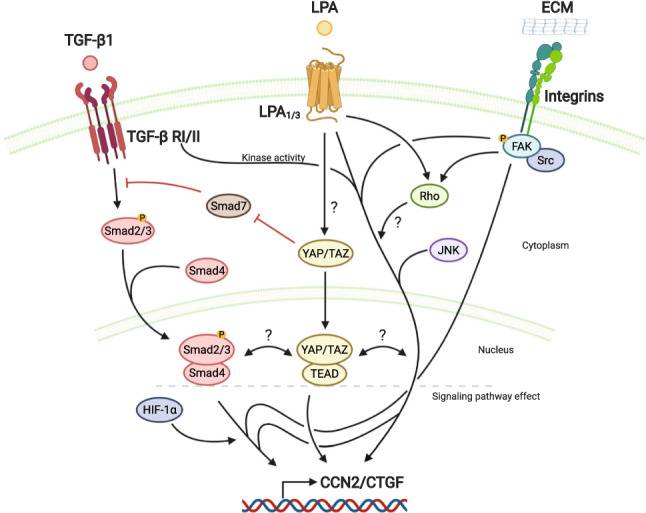 LPA
ECM
TGF-β1
Integrins
LPA1/3
TGF-β RI/II
P
FAK
Src
Kinase activity
Rho
Smad7
?
?
P
Smad2/3
YAP/TAZ
JNK
Cytoplasm
Smad4
P
?
?
Smad2/3
YAP/TAZ
Nucleus
Smad4
TEAD
Signaling pathway effect
HIF-1α
CCN2/CTGF